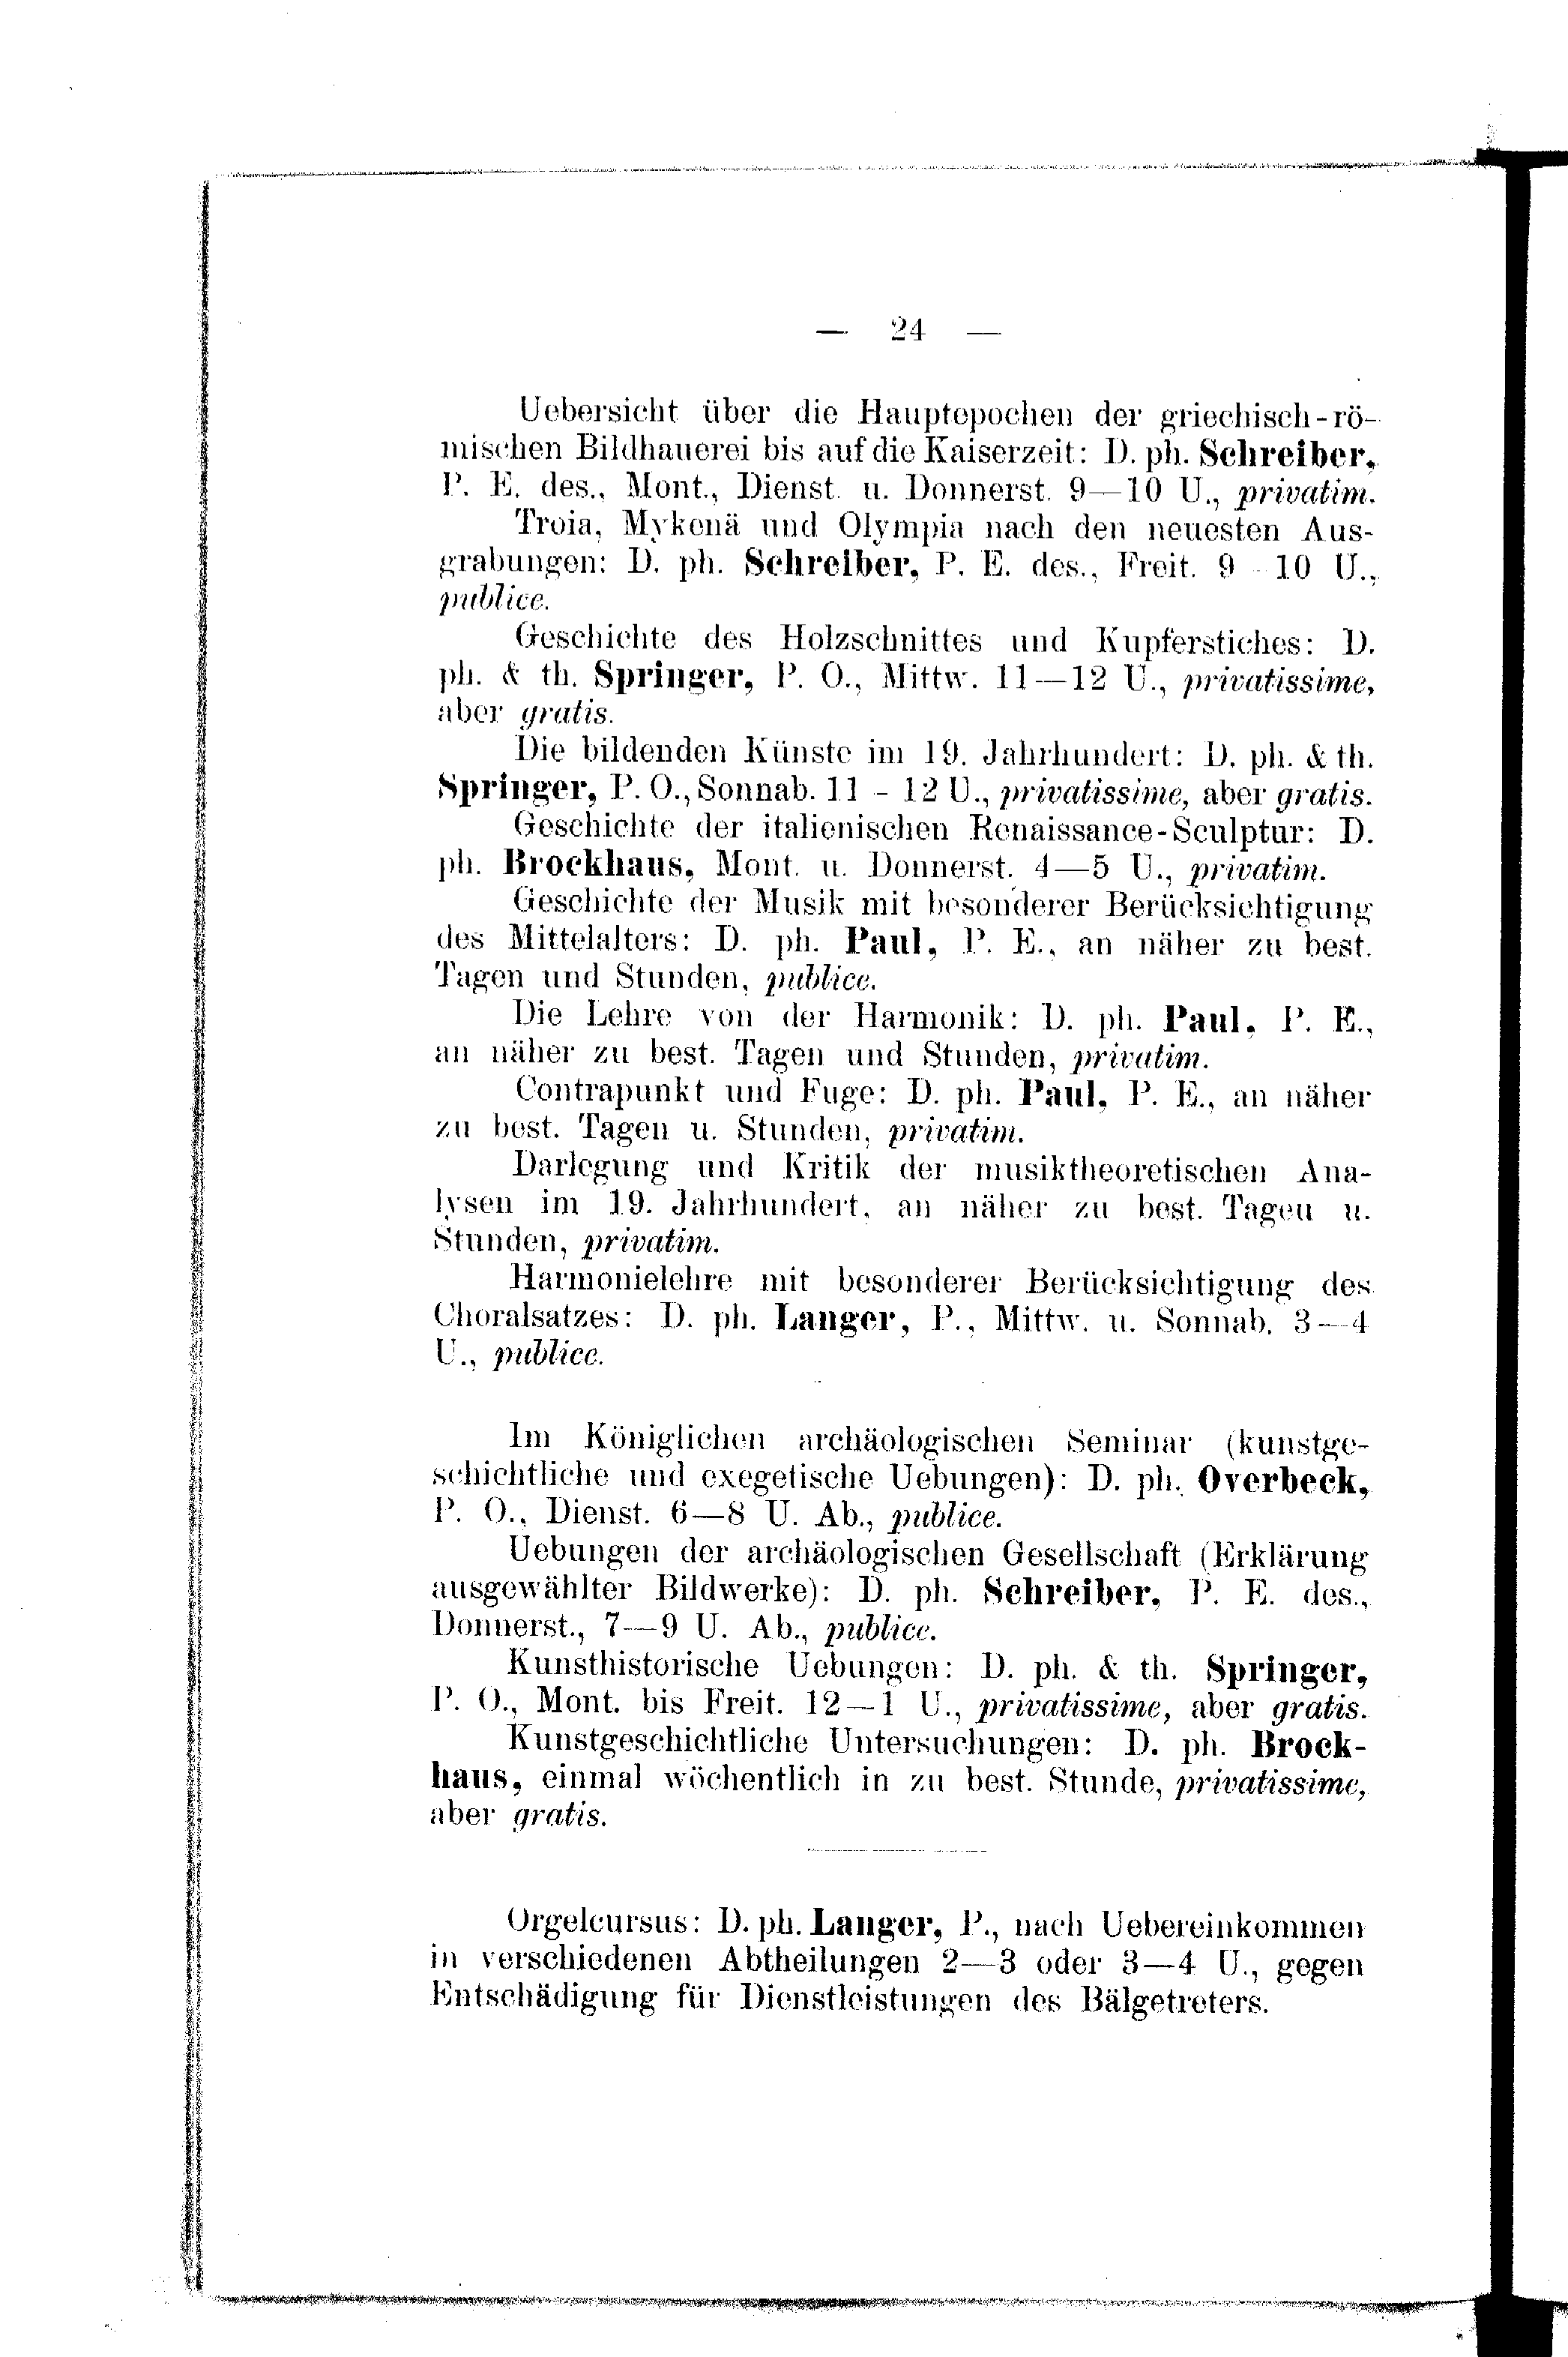 — 24 —
Uebersicht über die Hauptepochen der griechisch-rö-
mischen Bildhauerei bis auf die Kaiserzeit: D. ph. Schreiber,
P. E. des., Mont., Dienst. u. Donnerst. 9—10 U., privatim.
Troia, Mykenä und Olympia nach den neuesten Aus-
grabungen: D. ph. Schreiber, P. E. des., Freit. 9—10 U.,
publice.
Geschichte des Holzschnittes und Kupferstiches: D.
ph. & th. Springer, P. O., Mittw. 11—12 U., privatissime,
aber gratis.
Die bildenden Künste im 19. Jahrhundert: D. ph. & th.
Springer, P. O., Sonnab. 11—12 U., privatissime, aber gratis.
Geschichte der italienischen Renaissance-Sculptur: D.
ph. Brockhaus, Mont. u. Donnerst. 4—5 U., privatim.
Geschichte der Musik mit besonderer Berücksichtigung
des Mittelalters: D. ph. Paul, P. E., an näher zu best.
Tagen und Stunden, publice.
Die Lehre von der Harmonik: D. ph. Paul, P. E.,
an näher zu best. Tagen und Stunden, privatim.
Contrapunkt und Fuge: D. ph. Paul, P. E., an näher
zu best. Tagen u. Stunden, privatim.
Darlegung und Kritik der musiktheoretischen Ana-
lysen im 19. Jahrhundert, an näher zu best. Tagen u.
Stunden, privatim.
Harmonielehre mit besonderer Berücksichtigung des
Choralsatzes: D. ph. Langer, P., Mittw. u. Sonnab. 3—4
U., publice.
Im Königlichen archäologischen Seminar (kunstge-
schichtliche und exegetische Uebungen): D. ph. Overbeck,
P. O., Dienst. 6—8 U. Ab., publice.
Uebungen der archäologischen Gesellschaft (Erklärung
ausgewählter Bildwerke): D. ph. Schreiber, P. E. des.,
Donnerst., 7—9 U. Ab., publice.
Kunsthistorische Uebungen: D. ph. & th. Springer,
P. O., Mont. bis Freit. 12—1 U., privatissime, aber gratis.
Kunstgeschichtliche Untersuchungen: D. ph. Brock-
haus, einmal wöchentlich in zu best. Stunde, privatissime,
aber gratis.
Orgelcursus: D. ph. Langer, P., nach Uebereinkommen
in verschiedenen Abtheilungen 2—3 oder 3—4 U., gegen
Entschädigung für Dienstleistungen des Bälgetreters.